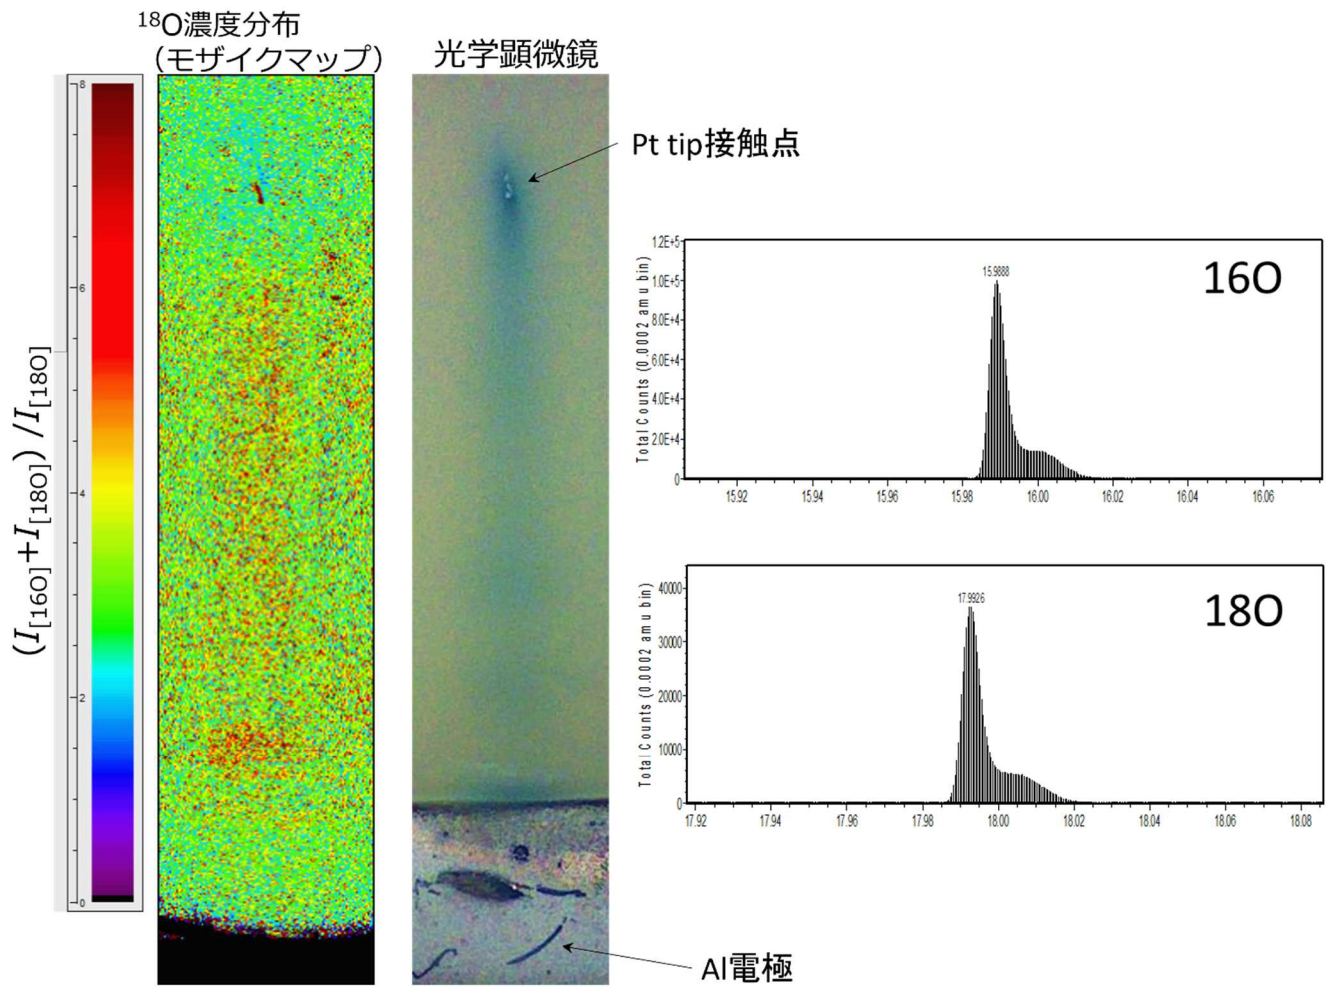 18O濃度分布
（モザイクマップ）
光学顕微鏡
8
6
4
2
0
(I[16O]+I[18O]) /I[18O]
Pt tip接触点
Al電極
16O
15.9888
Total Counts (0.0002 amu bin)
1.2E+5
1.0E+5
8.0E+4
6.0E+4
4.0E+4
2.0E+4
0
15.92 15.94 15.96 15.98 16.00 16.02 16.04 16.06
18O
17.9926
Total Counts (0.0002 amu bin)
40000
30000
20000
10000
0
17.92 17.94 17.96 17.98 18.00 18.02 18.04 18.06 18.08